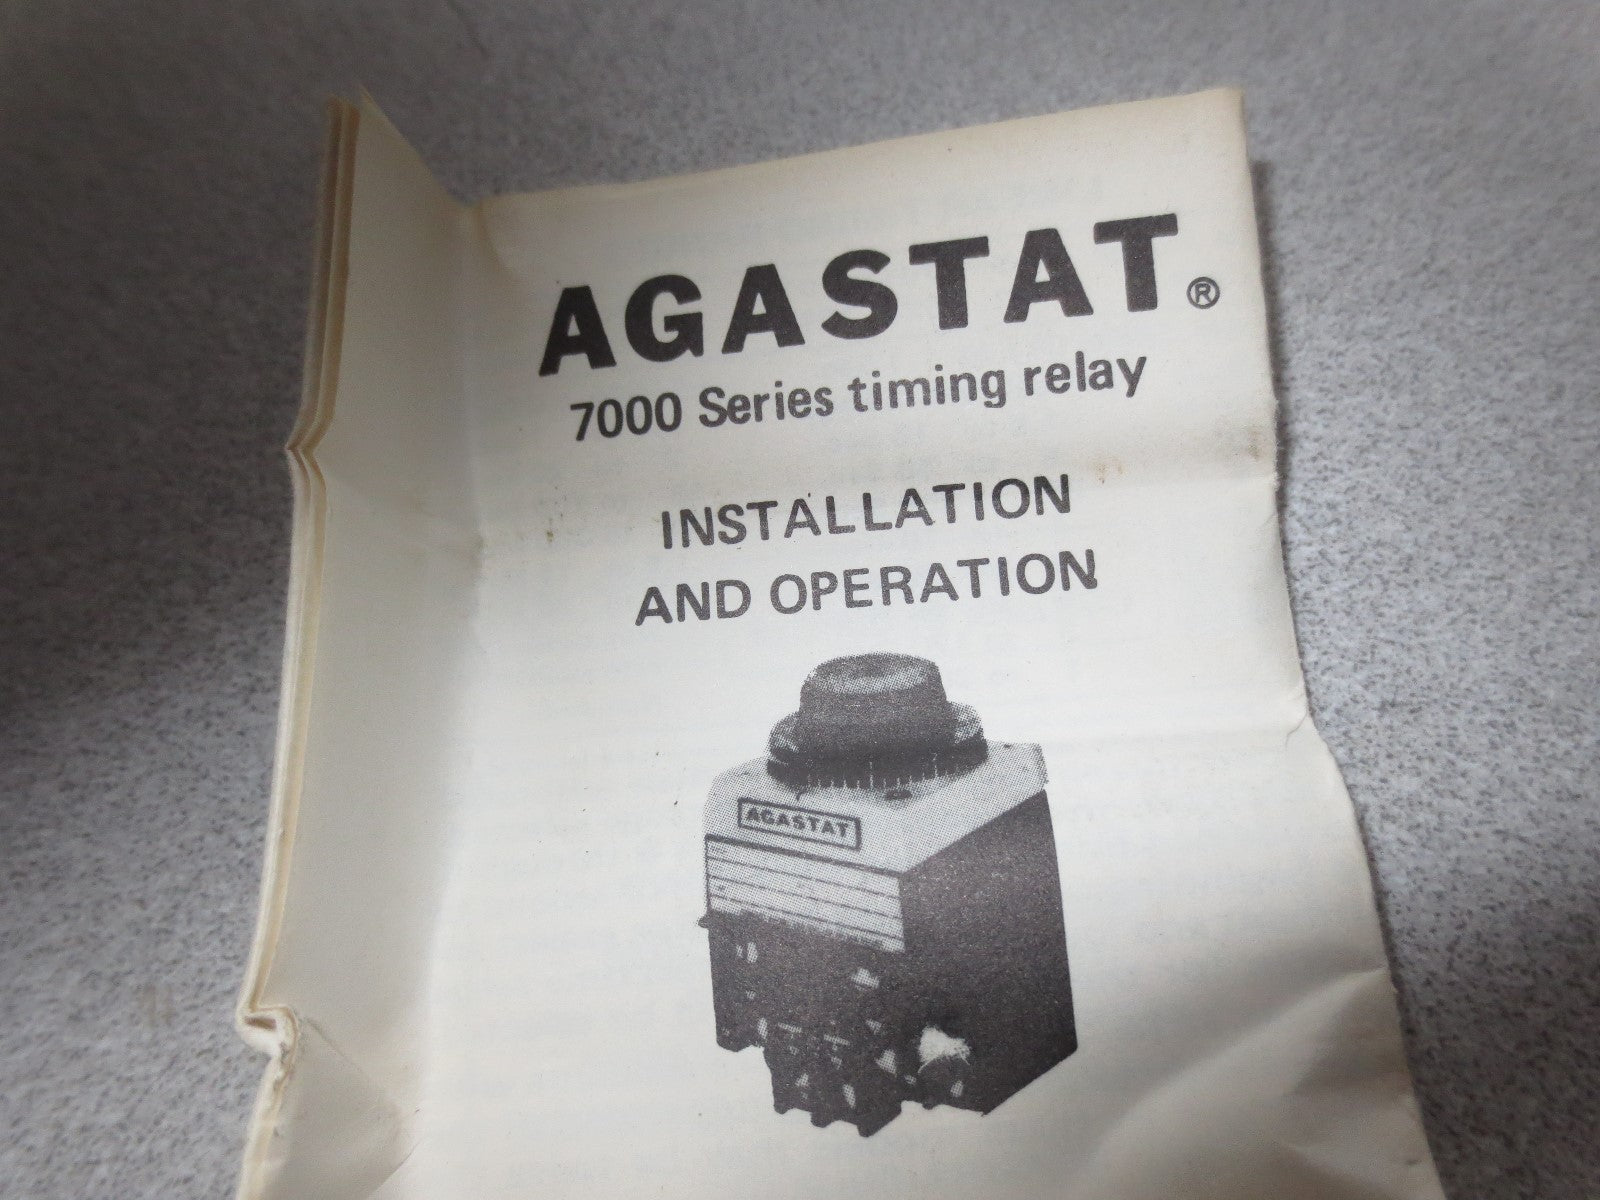 AGASTAT®
7000 Series timing relay
INSTALLATION
AND OPERATION
AGASTAT